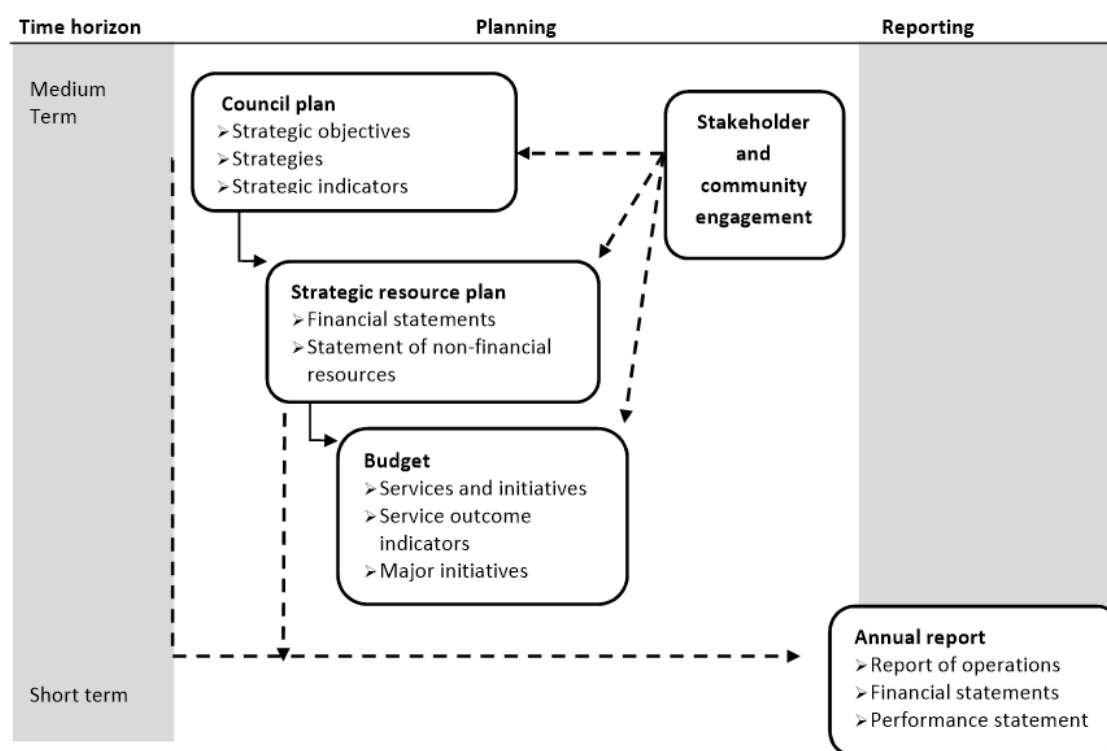 Time horizon Planning Reporting
Medium
Term
Council plan
➢Strategic objectives
➢Strategies
➢Strategic indicators
Stakeholder
and
community
engagement
Strategic resource plan
➢Financial statements
➢Statement of non-financial
resources
Budget
➢Services and initiatives
➢Service outcome
indicators
➢Major initiatives
Short term
Annual report
➢Report of operations
➢Financial statements
➢Performance statement